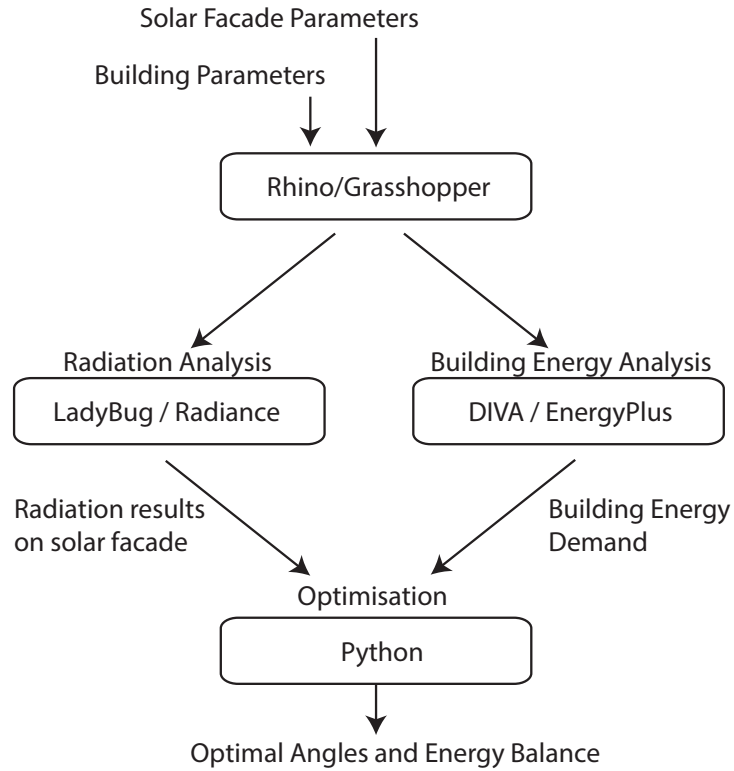 Solar Facade Parameters
Building Parameters
Rhino/Grasshopper
Radiation Analysis
LadyBug / Radiance
Building Energy Analysis
DIVA / EnergyPlus
Radiation results
on solar facade
Building Energy
Demand
Optimisation
Python
Optimal Angles and Energy Balance